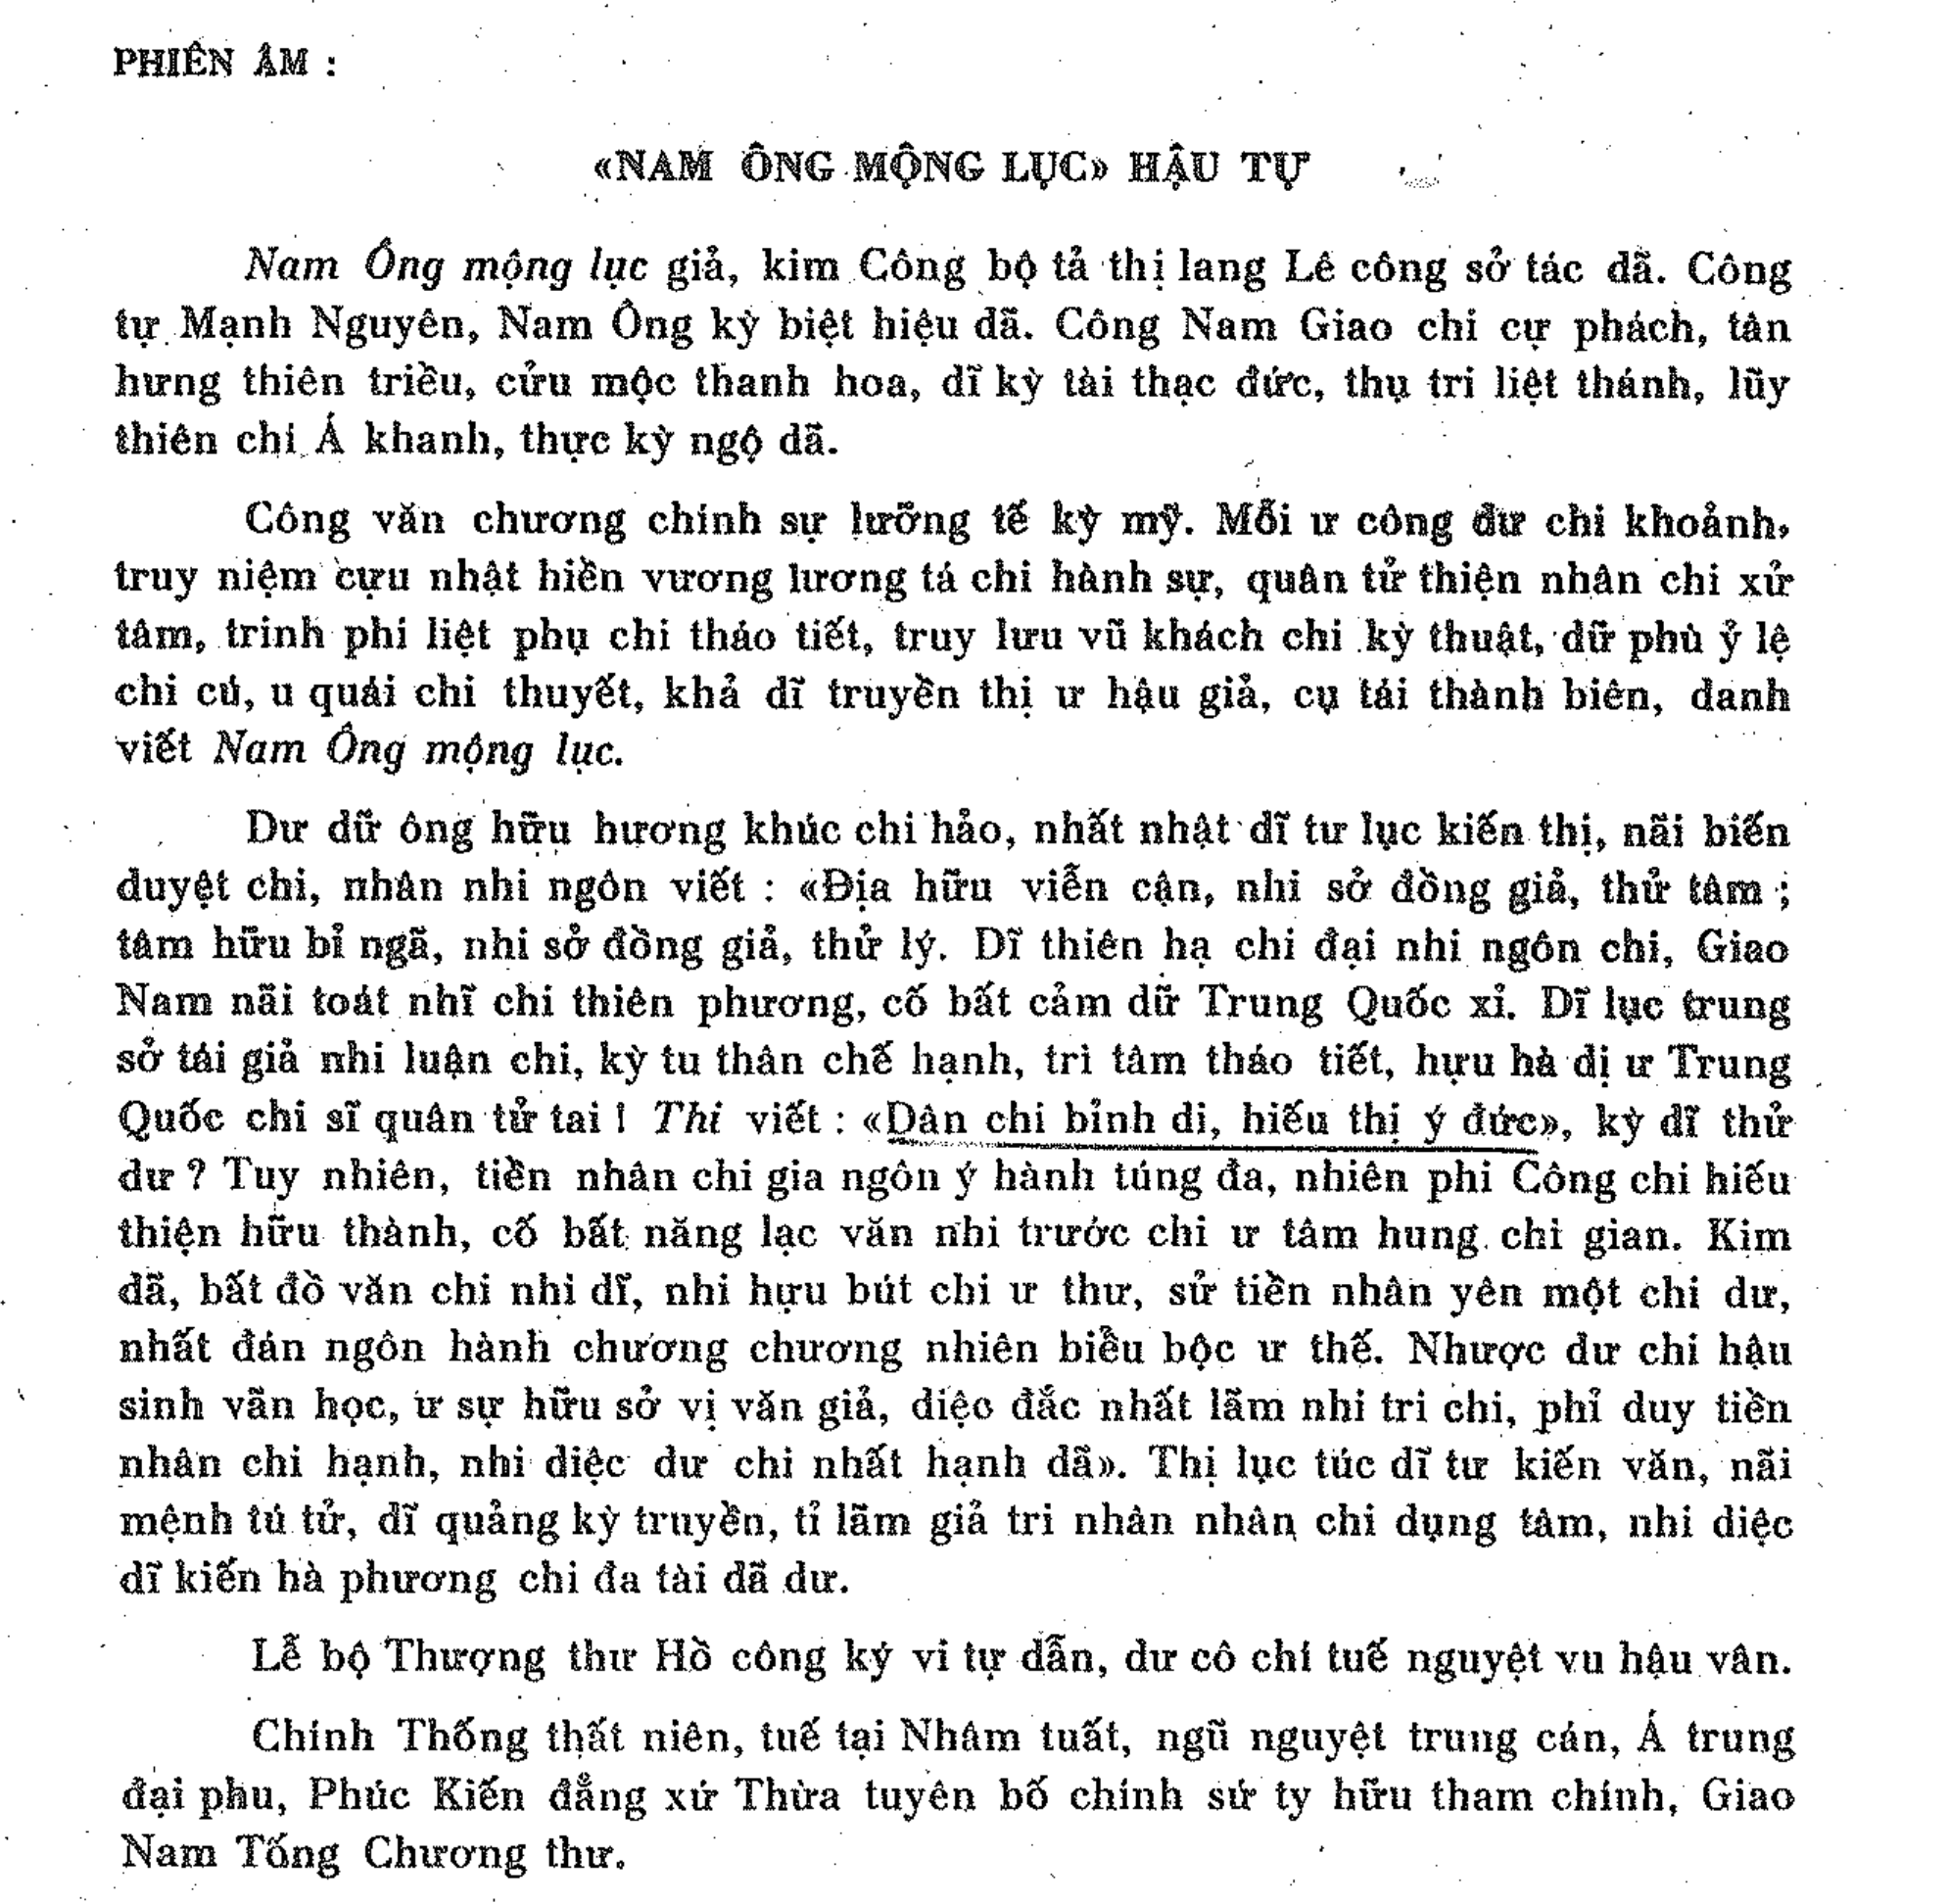 PHIÊN ÂM :
«NAM ÔNG MỘNG LỤC» HẬU TỰ
Nam Ông mộng lục giả, kim Công bộ tả thị lang Lê công sở tác dã. Công
tự Mạnh Nguyên, Nam Ông kỳ biệt hiệu dã. Công Nam Giao chi cự phách, tân
hưng thiên triều, cửu mộc thanh hoa, dĩ kỳ tài thạc đức, thụ tri liệt thánh, lũy
thiên chi Á khanh, thực kỳ ngộ dã.
Công văn chương chính sự lưỡng tế kỳ mỹ. Mỗi ư công dư chi khoảnh,
truy niệm cựu nhật hiền vương lương tá chi hành sự, quân tử thiện nhân chi xử
tâm, trinh phi liệt phụ chi tháo tiết, truy lưu vũ khách chi kỳ thuật, dữ phù ỷ lệ
chi cú, u quái chi thuyết, khả dĩ truyền thị ư hậu giả, cụ tái thành biên, danh
viết Nam Ông mộng lục.
Dư dữ ông hữu hương khúc chi hảo, nhất nhật dĩ tư lục kiến thị, nãi biến
duyệt chi, nhân nhi ngôn viết : «Địa hữu viễn cận, nhi sở đồng giả, thử tâm ;
tâm hữu bỉ ngã, nhi sở đồng giả, thử lý. Dĩ thiên hạ chi đại nhi ngôn chi, Giao
Nam nãi toát nhĩ chi thiên phương, cố bất cảm dữ Trung Quốc xỉ. Dĩ lục trung
sở tái giả nhi luận chi, kỳ tu thân chế hạnh, trì tâm tháo tiết, hựu hà dị ư Trung
Quốc chi sĩ quân tử tai ! Thi viết : «Dân chi bỉnh di, hiếu thị ý đức», kỳ dĩ thử
dư ? Tuy nhiên, tiền nhân chi gia ngôn ý hành túng đa, nhiên phi Công chi hiếu
thiện hữu thành, cố bất năng lạc văn nhi trước chi ư tâm hung chi gian. Kim
dã, bất đồ văn chi nhi dĩ, nhi hựu bút chi ư thư, sử tiền nhân yên một chi dư,
nhất đán ngôn hành chương chương nhiên biểu bộc ư thế. Nhược dư chi hậu
sinh vãn học, ư sự hữu sở vị văn giả, diệc đắc nhất lãm nhi tri chi, phỉ duy tiền
nhân chi hạnh, nhi diệc dư chi nhất hạnh dã». Thị lục túc dĩ tư kiến văn, nãi
mệnh tú tử, dĩ quảng kỳ truyền, tỉ lãm giả tri nhân nhân chi dụng tâm, nhi diệc
dĩ kiến hà phương chi đa tài dã dư.
Lễ bộ Thượng thư Hồ công ký vi tự dẫn, dư cô chí tuế nguyệt vu hậu vân.
Chính Thống thất niên, tuế tại Nhâm tuất, ngũ nguyệt trung cán, Á trung
đại phu, Phúc Kiến đẳng xứ Thừa tuyên bố chính sứ ty hữu tham chính, Giao
Nam Tống Chương thư.